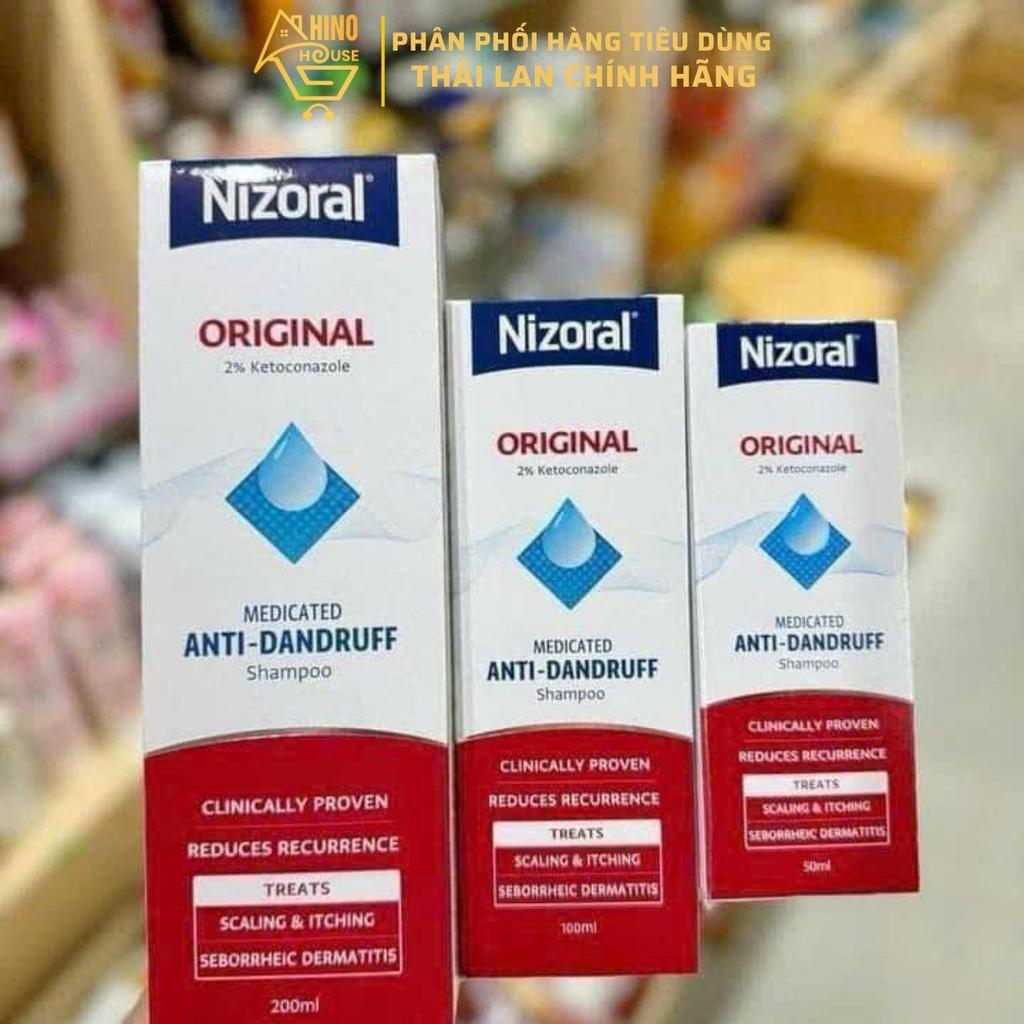 HINO
HOUSE
PHÂN PHỐI HÀNG TIÊU DÙNG
THÁI LAN CHÍNH HÃNG
Nizoral®
ORIGINAL
2% Ketoconazole
MEDICATED
ANTI-DANDRUFF
Shampoo
CLINICALLY PROVEN
REDUCES RECURRENCE
TREATS
SCALING & ITCHING
SEBORRHEIC DERMATITIS
200ml
Nizoral®
ORIGINAL
2% Ketoconazole
MEDICATED
ANTI-DANDRUFF
Shampoo
CLINICALLY PROVEN
REDUCES RECURRENCE
TREATS
SCALING & ITCHING
SEBORRHEIC DERMATITIS
100ml
Nizoral®
ORIGINAL
2% Ketoconazole
MEDICATED
ANTI-DANDRUFF
Shampoo
CLINICALLY PROVEN
REDUCES RECURRENCE
TREATS
SCALING & ITCHING
SEBORRHEIC DERMATITIS
50ml